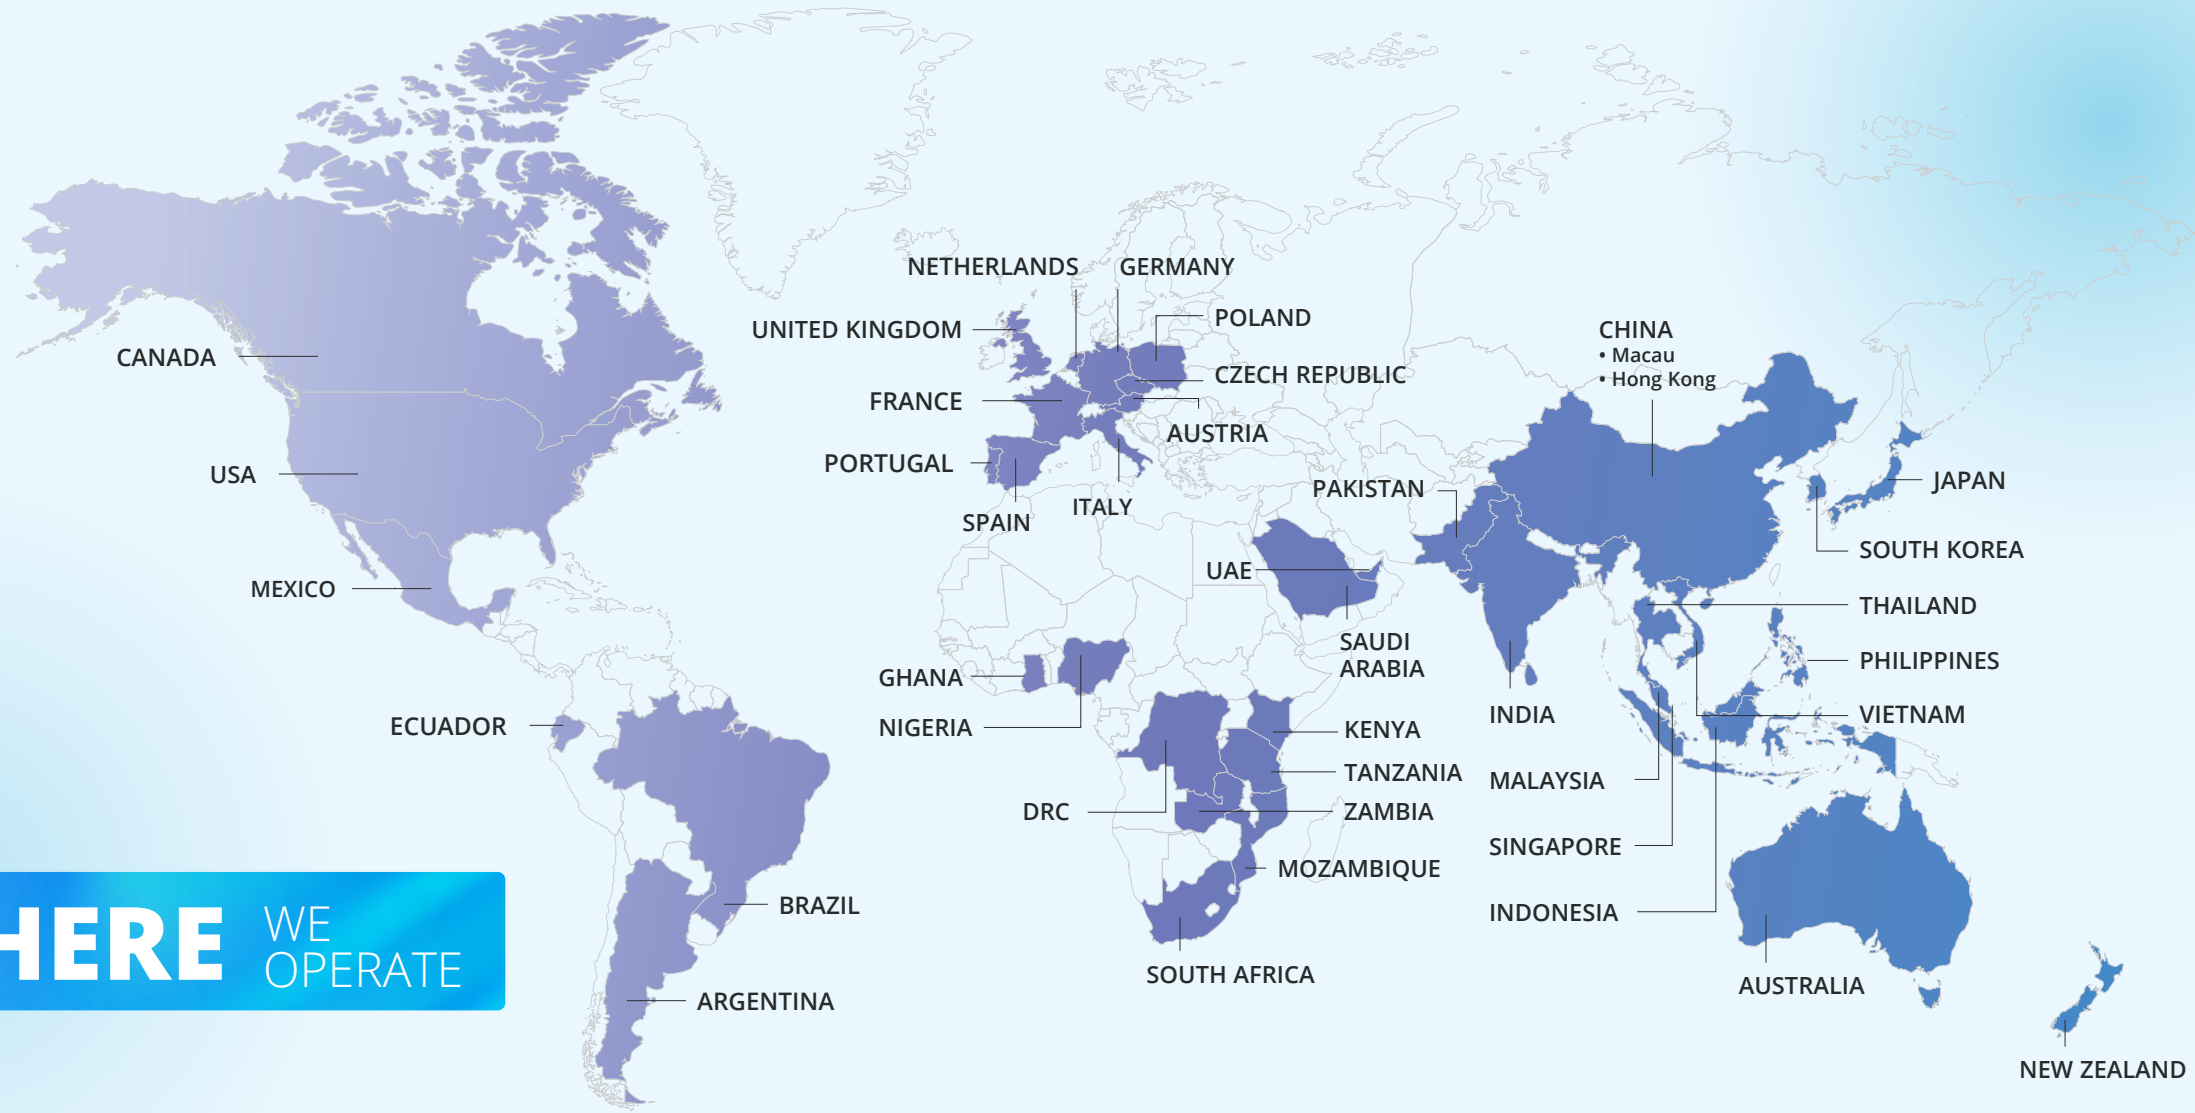 NETHERLANDS
GERMANY
UNITED KINGDOM
POLAND
CANADA
CHINA
• Macau
• Hong Kong
CZECH REPUBLIC
FRANCE
AUSTRIA
PORTUGAL
USA
ITALY
SPAIN
PAKISTAN
JAPAN
SOUTH KOREA
UAE
MEXICO
THAILAND
SAUDI
ARABIA
PHILIPPINES
GHANA
NIGERIA
ECUADOR
KENYA
INDIA
VIETNAM
TANZANIA
MALAYSIA
DRC
ZAMBIA
SINGAPORE
MOZAMBIQUE
BRAZIL
INDONESIA
HERE
WE
OPERATE
SOUTH AFRICA
AUSTRALIA
ARGENTINA
NEW ZEALAND